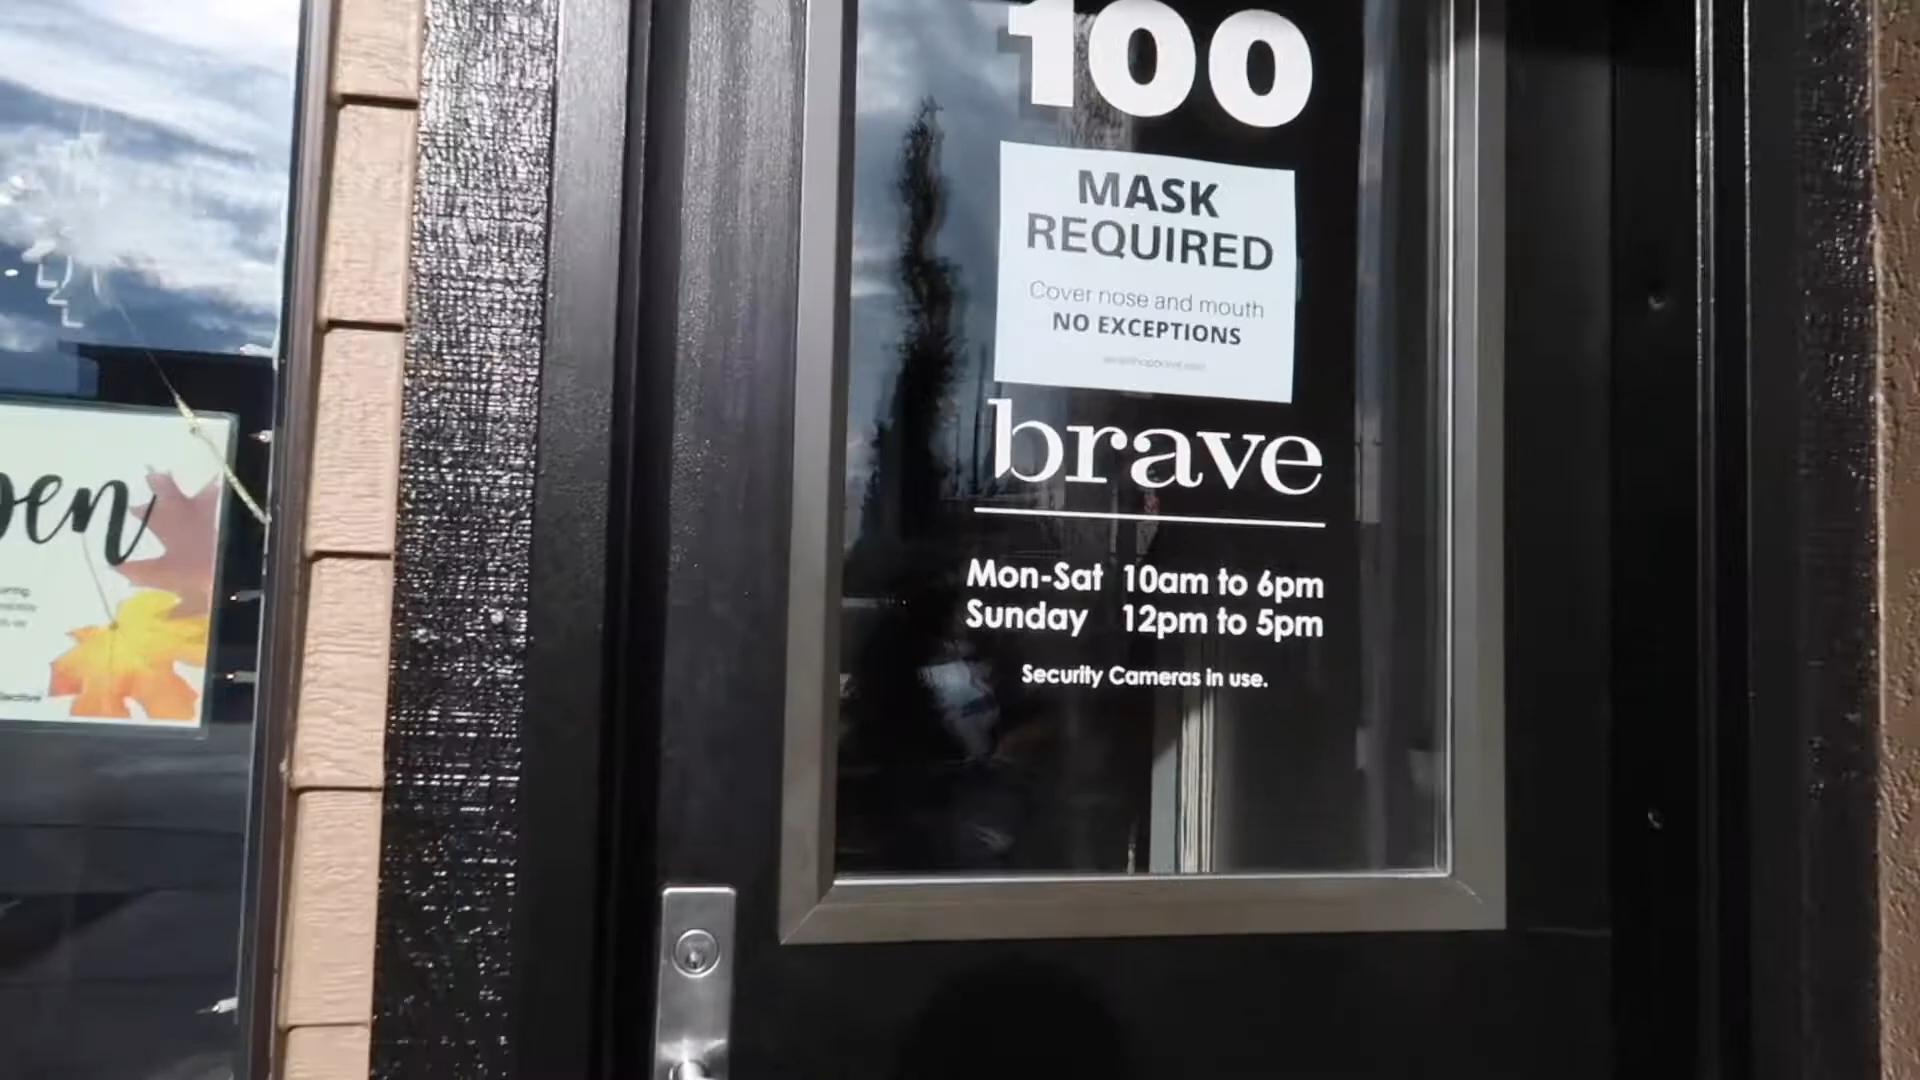 100
MASK
REQUIRED
Cover nose and mouth
NO EXCEPTIONS
brave
Mon-Sat 10am to 6pm
Sunday 12pm to 5pm
Security Cameras in use.